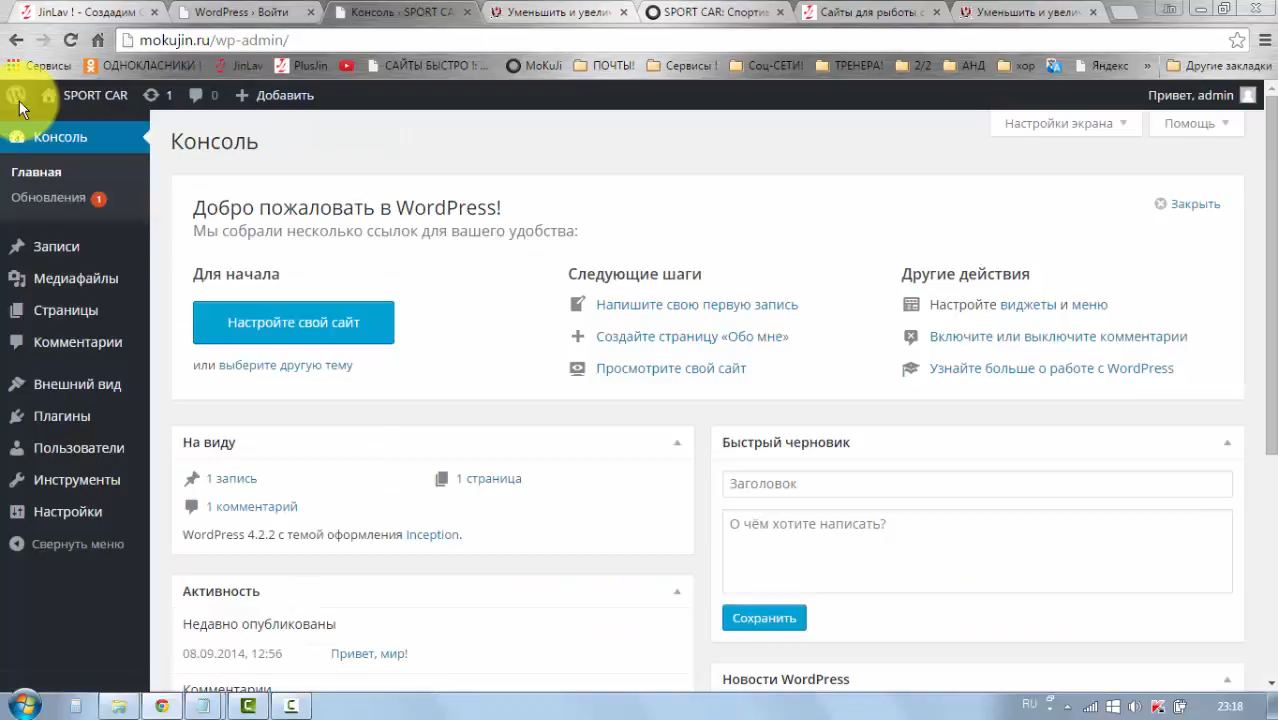 JinLav ! - Создадим С
WordPress › Войти
Консоль ‹ SPORT CAR
Уменьшить и увели
SPORT CAR: Спорти
Сайты для рыботы с
Уменьшить и увели
mokujin.ru/wp-admin/
Сервисы
ОДНОКЛАСНИКИ
JinLav
PlusJin
САЙТЫ БЫСТРО !:...
MoKuJi
ПОЧТЫ!
Сервисы !
Соц-СЕТИ!
ТРЕНЕРА!
2/2
АНД
хор
Яндекс
»
Другие закладки
SPORT CAR
1
0
Добавить
Привет, admin
Консоль
Главная
Обновления 1
Записи
Медиафайлы
Страницы
Комментарии
Внешний вид
Плагины
Пользователи
Инструменты
Настройки
Свернуть меню
Настройки экрана
Помощь
Консоль
Добро пожаловать в WordPress!
Закрыть
Мы собрали несколько ссылок для вашего удобства:
Для начала
Настройте свой сайт
или выберите другую тему
Следующие шаги
Напишите свою первую запись
Создайте страницу «Обо мне»
Просмотрите свой сайт
Другие действия
Настройте виджеты и меню
Включите или выключите комментарии
Узнайте больше о работе с WordPress
На виду
1 запись
1 страница
1 комментарий
WordPress 4.2.2 с темой оформления Inception.
Активность
Недавно опубликованы
08.09.2014, 12:56
Привет, мир!
Комментарии
Быстрый черновик
Заголовок
О чём хотите написать?
Сохранить
Новости WordPress
RU
23:18